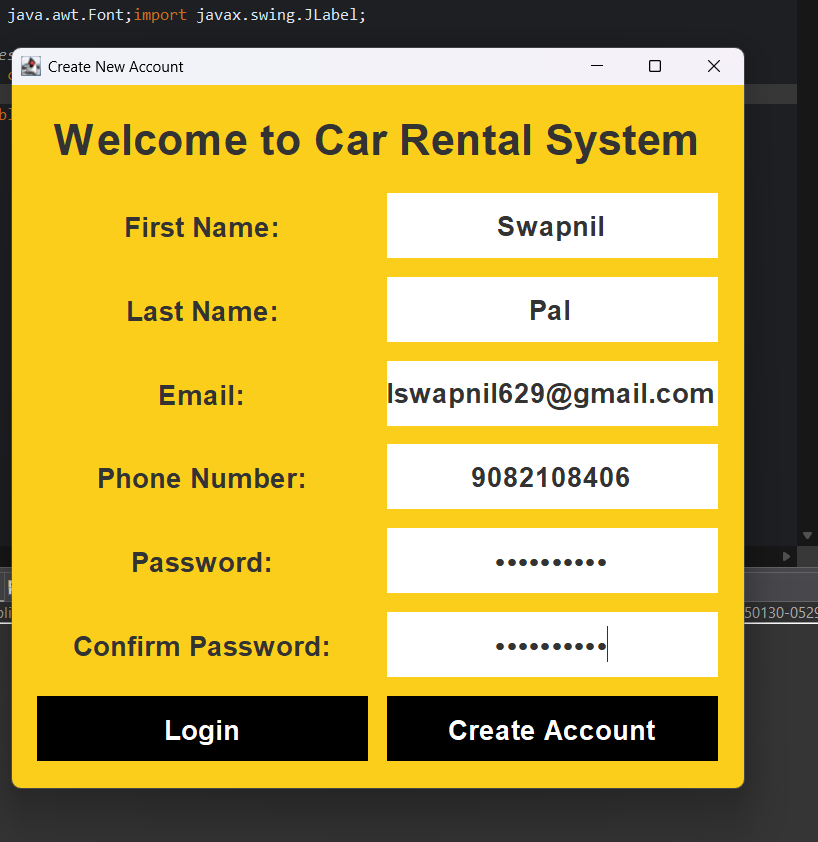 java.awt.Font;import javax.swing.JLabel;
Create New Account
Welcome to Car Rental System
First Name: Swapnil
Last Name: Pal
Email: lswapnil629@gmail.com
Phone Number: 9082108406
Password: ••••••••••
Confirm Password: ••••••••••
50130-0529
Login Create Account